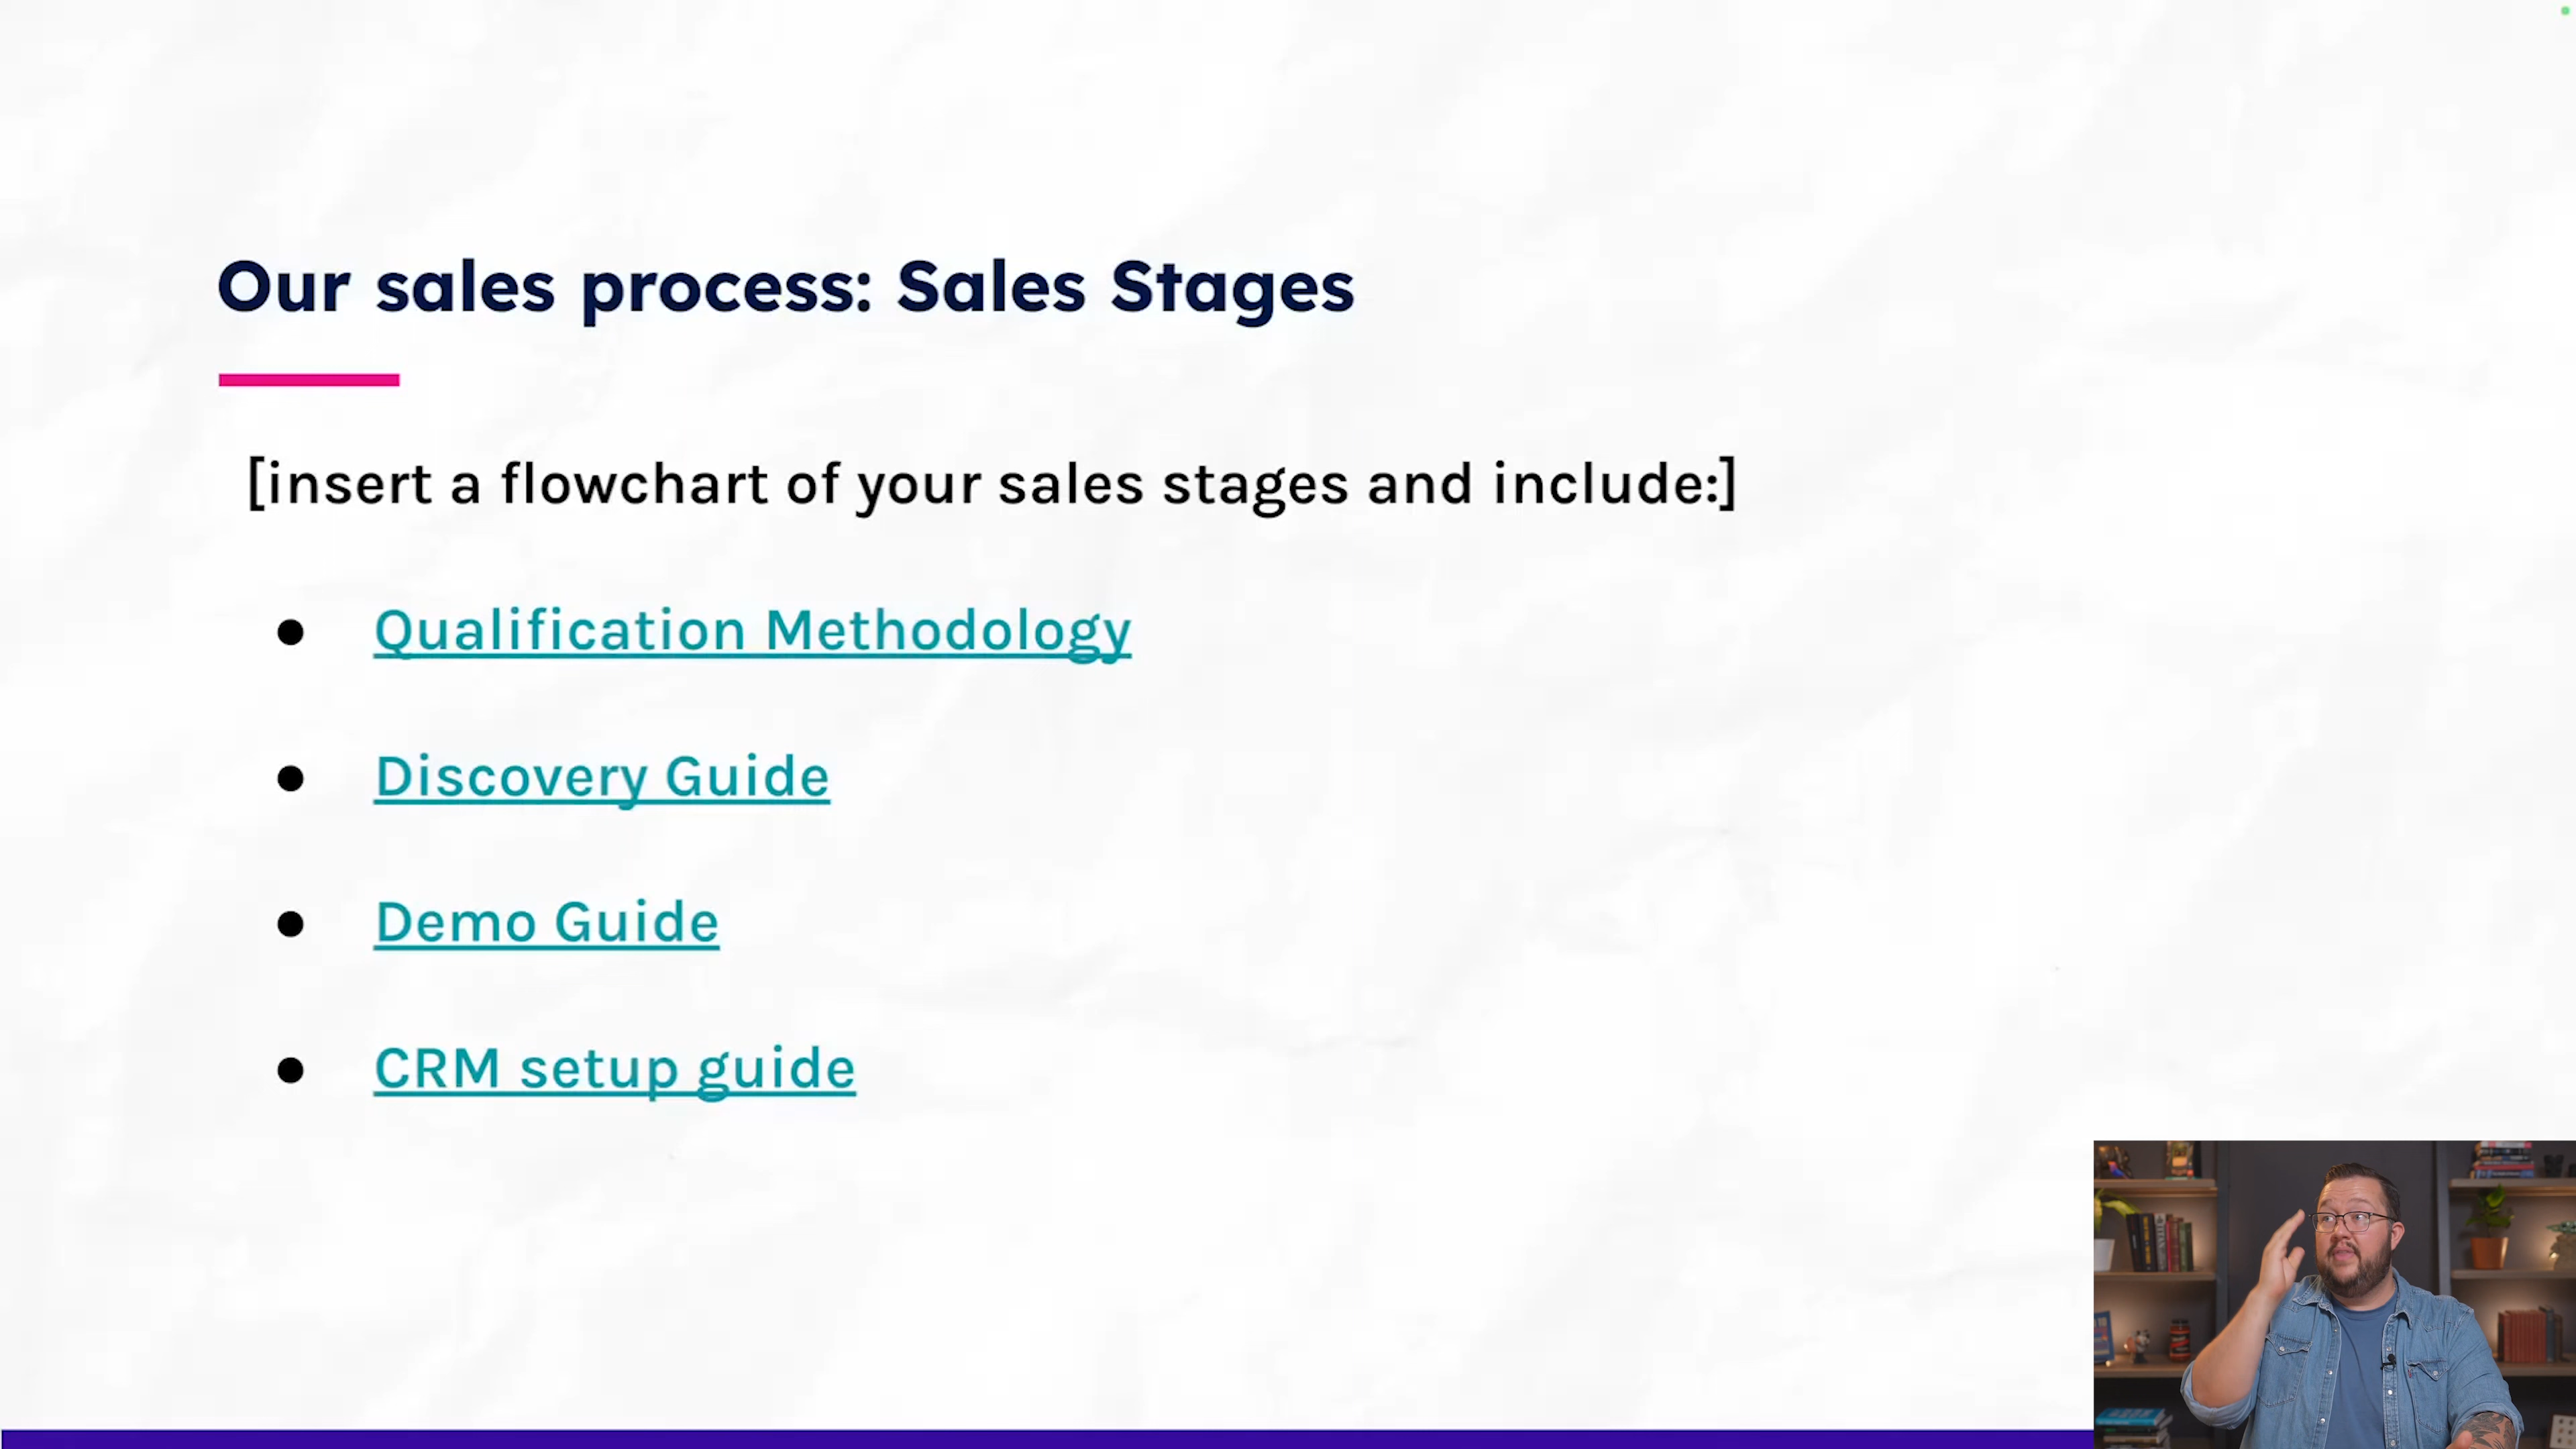 Our sales process: Sales Stages
[insert a flowchart of your sales stages and include:]
● Qualification Methodology
● Discovery Guide
● Demo Guide
● CRM setup guide